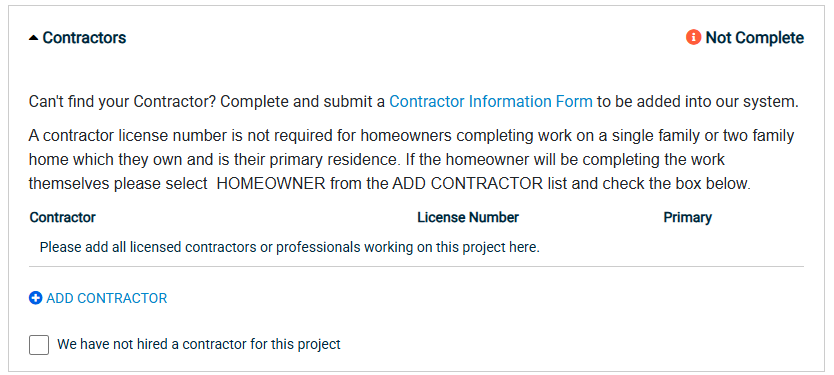 Contractors
Not Complete
Can't find your Contractor? Complete and submit a Contractor Information Form to be added into our system.
A contractor license number is not required for homeowners completing work on a single family or two family
home which they own and is their primary residence. If the homeowner will be completing the work
themselves please select  HOMEOWNER from the ADD CONTRACTOR list and check the box below.
Contractor License Number Primary
Please add all licensed contractors or professionals working on this project here.
ADD CONTRACTOR
We have not hired a contractor for this project